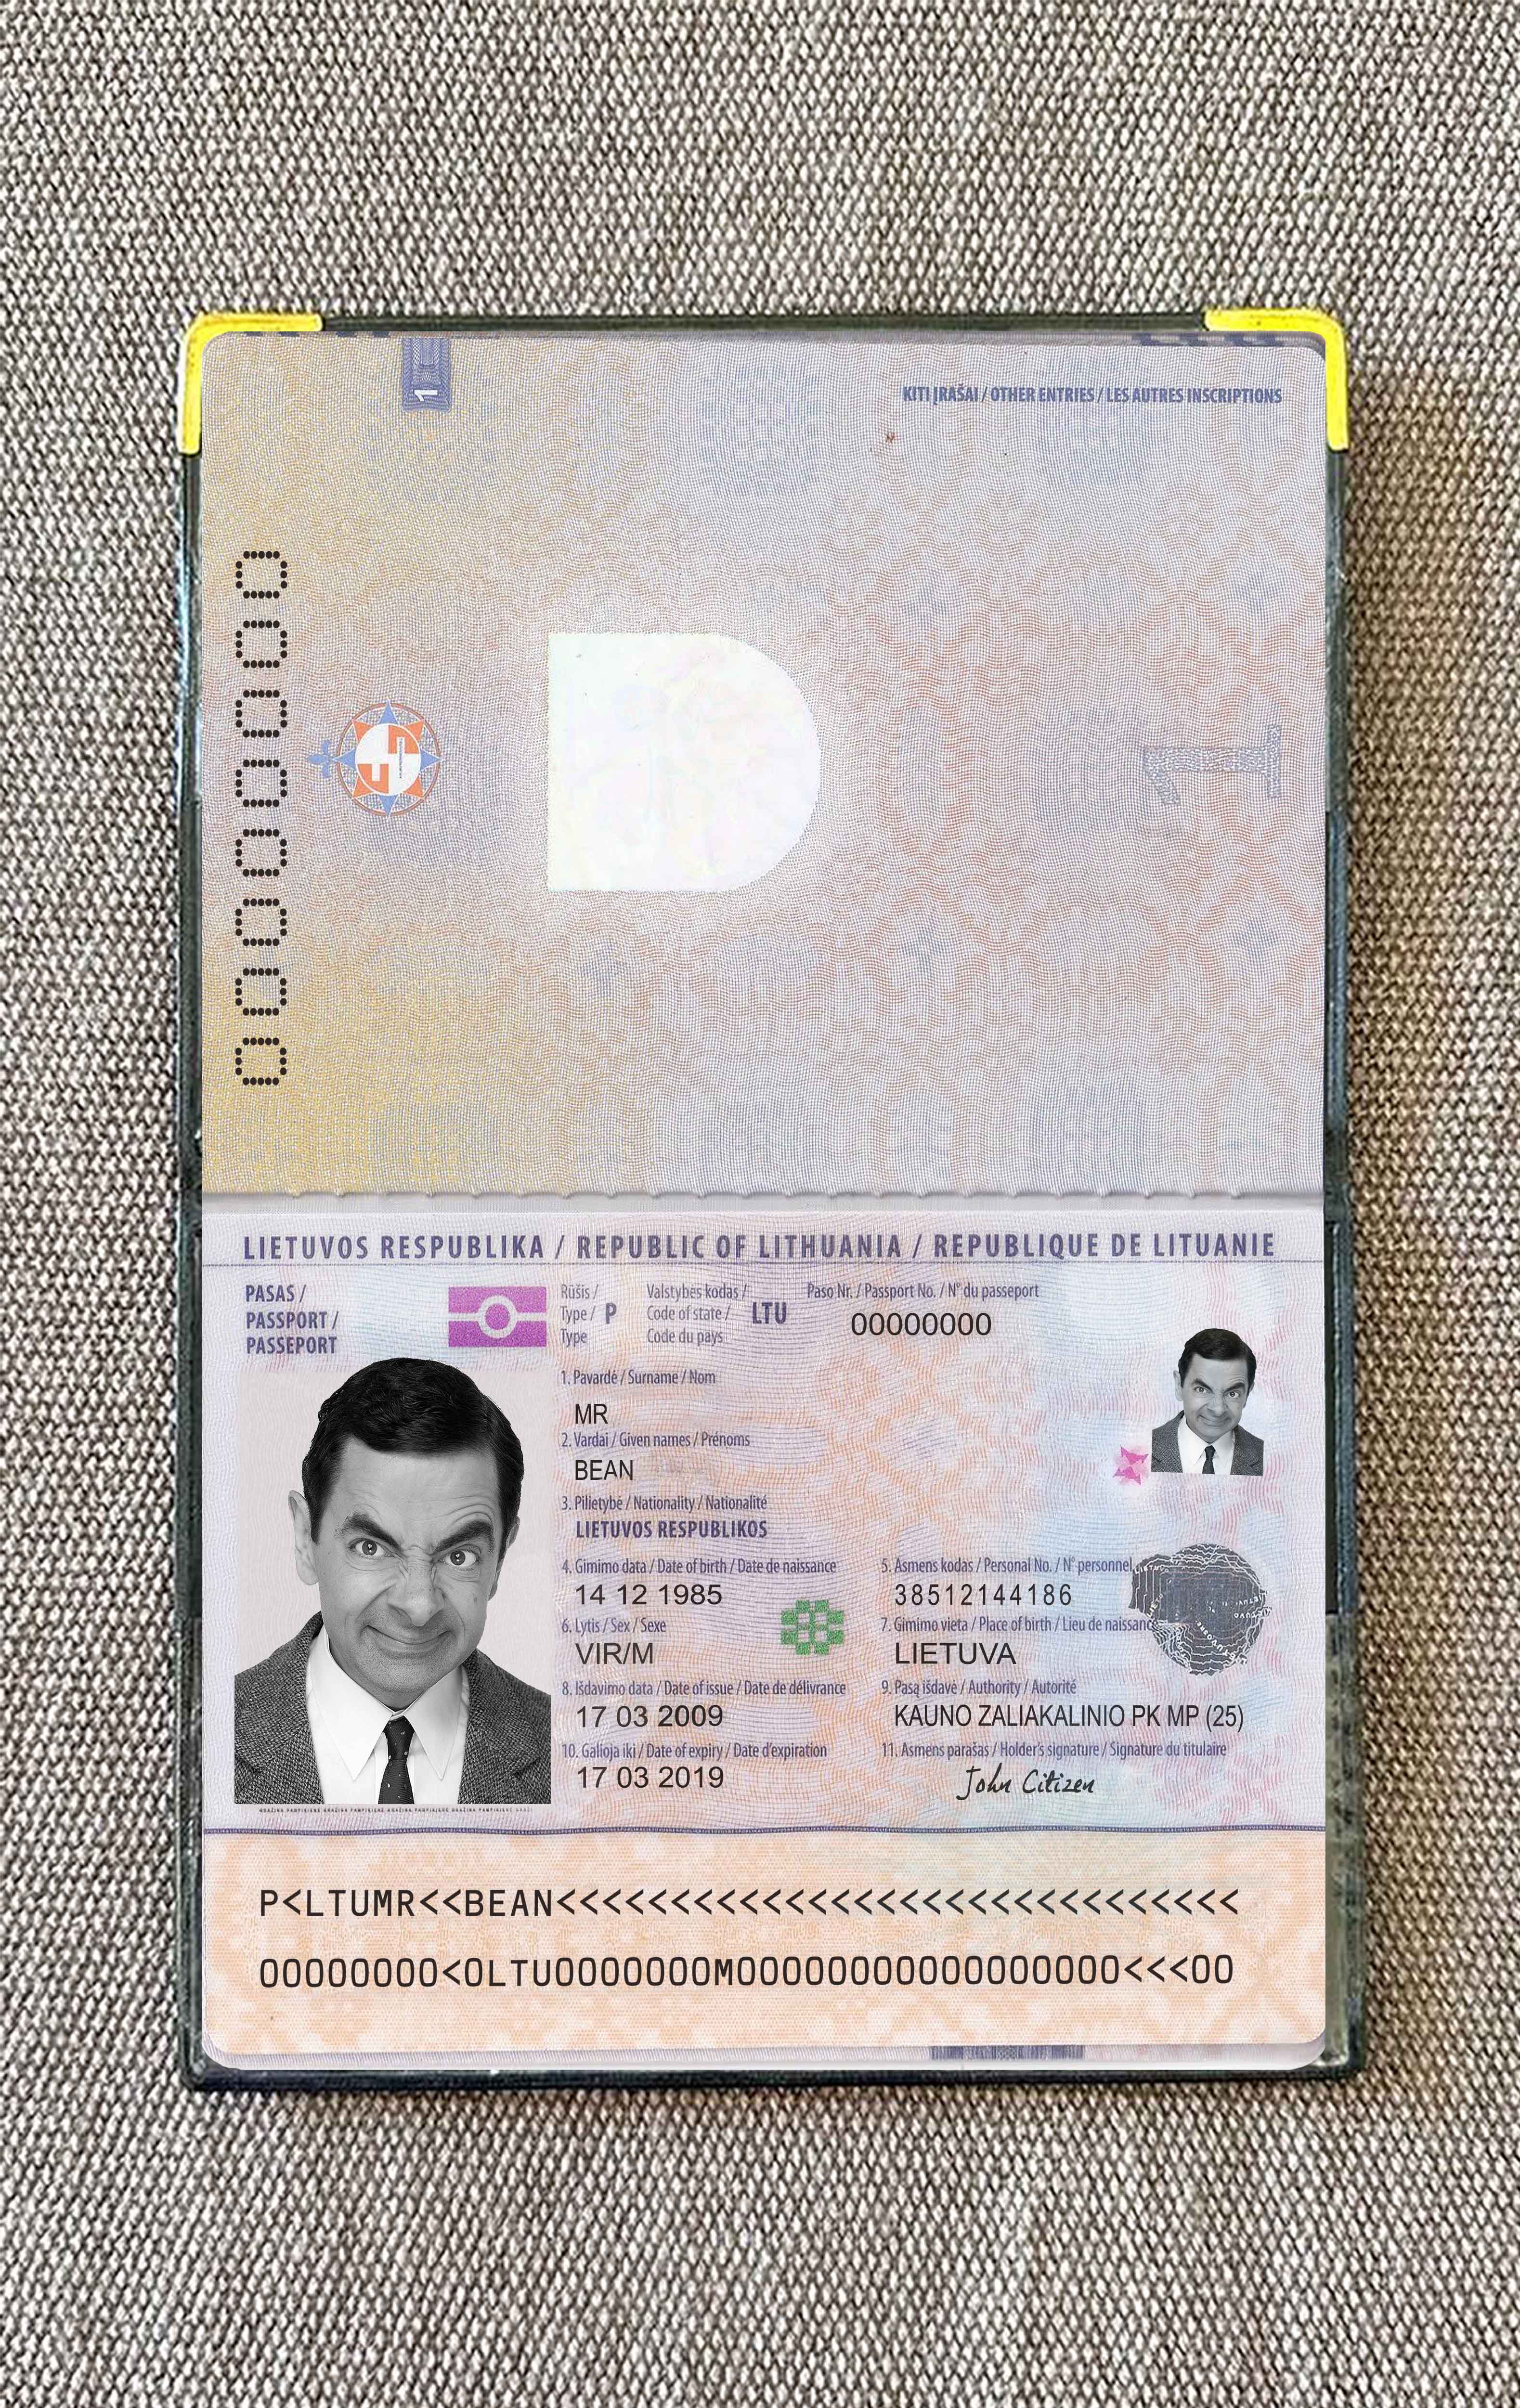 1
KITI ĮRAŠAI / OTHER ENTRIES / LES AUTRES INSCRIPTIONS
00000000
1
LIETUVOS RESPUBLIKA / REPUBLIC OF LITHUANIA / REPUBLIQUE DE LITUANIE
PASAS /
PASSPORT /
PASSEPORT
Rūšis /
Type / P
Type
Valstybės kodas /
Code of state / LTU
Code du pays
Paso Nr. / Passport No. / N° du passeport
00000000
1. Pavardė / Surname / Nom
MR
2. Vardai / Given names / Prénoms
BEAN
3. Pilietybė / Nationality / Nationalité
LIETUVOS RESPUBLIKOS
4. Gimimo data / Date of birth / Date de naissance
14 12 1985
5. Asmens kodas / Personal No. / N° personnel
38512144186
6. Lytis / Sex / Sexe
VIR/M
7. Gimimo vieta / Place of birth / Lieu de naissanc
LIETUVA
8. Išdavimo data / Date of issue / Date de délivrance
17 03 2009
9. Pasą išdavė / Authority / Autorité
KAUNO ZALIAKALINIO PK MP (25)
10. Galioja iki / Date of expiry / Date d'expiration
17 03 2019
11. Asmens parašas / Holder's signature / Signature du titulaire
John Citizen
P<LTUMR<<BEAN<<<<<<<<<<<<<<<<<<<<<<<<<<<<<<
00000000<0LTU0000000M00000000000000000<<<00